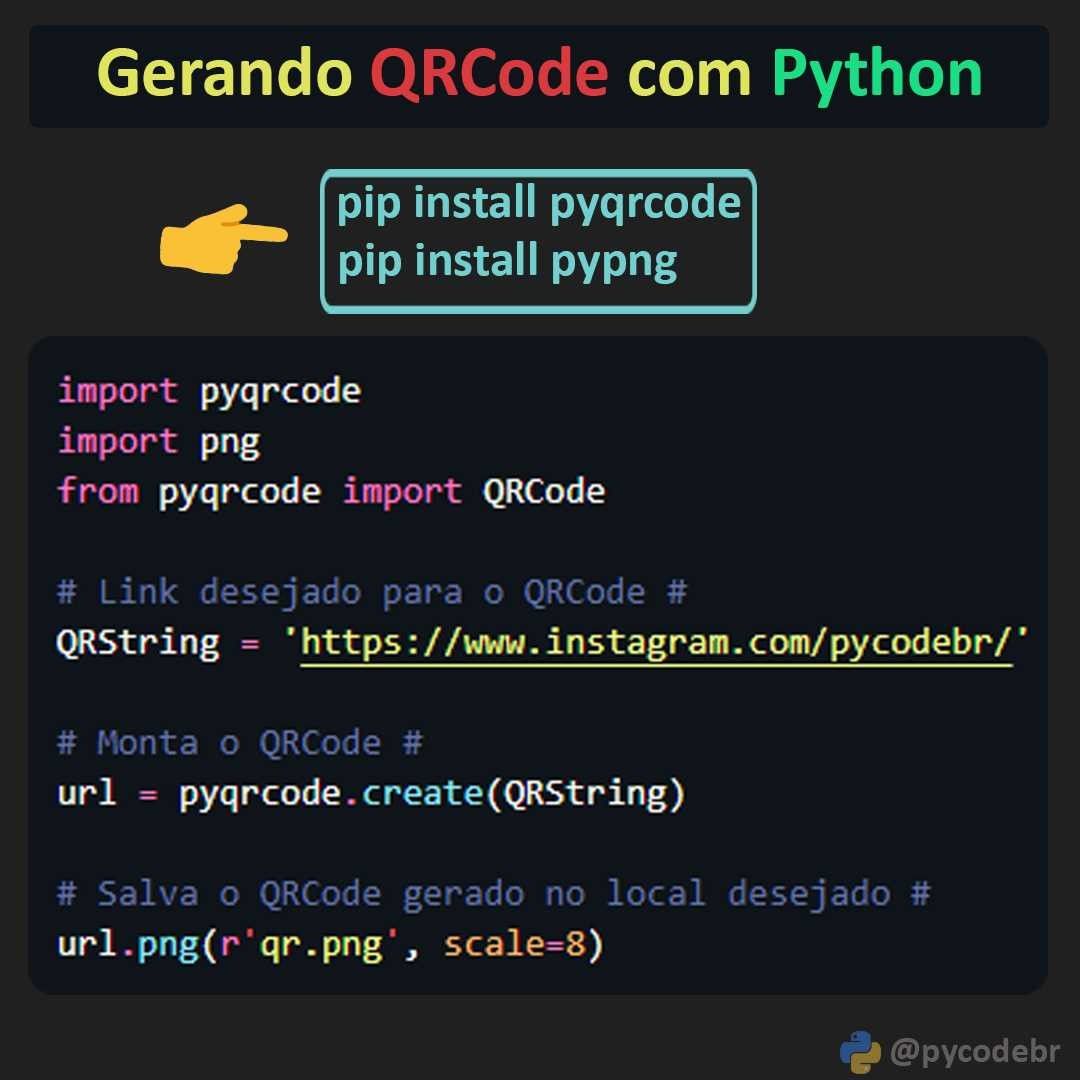 Gerando QRCode com Python
pip install pyqrcode
pip install pypng
import pyqrcode
import png
from pyqrcode import QRCode
# Link desejado para o QRCode #
QRString = 'https://www.instagram.com/pycodebr/'
# Monta o QRCode #
url = pyqrcode.create(QRString)
# Salva o QRCode gerado no local desejado #
url.png(r'qr.png', scale=8)
@pycodebr